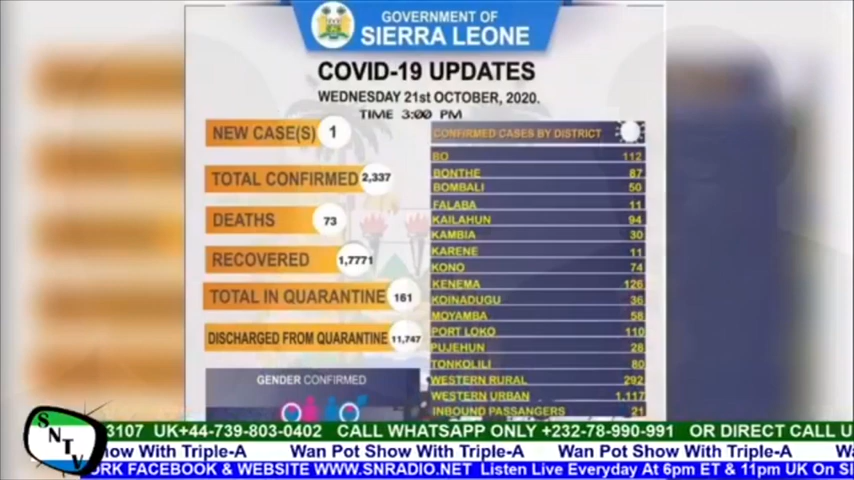 GOVERNMENT OF
SIERRA LEONE
COVID-19 UPDATES
WEDNESDAY 21st OCTOBER, 2020.
TIME 3:00 PM
NEW CASE(S) 1
TOTAL CONFIRMED 2,337
DEATHS 73
RECOVERED 1,7771
TOTAL IN QUARANTINE 161
DISCHARGED FROM QUARANTINE 11,747
GENDER CONFIRMED
CONFIRMED CASES BY DISTRICT
BO 112
BONTHE 87
BOMBALI 50
FALABA 11
KAILAHUN 94
KAMBIA 30
KARENE 11
KONO 74
KENEMA 126
KOINADUGU 36
MOYAMBA 58
PORT LOKO 110
PUJEHUN 28
TONKOLILI 80
WESTERN RURAL 292
WESTERN URBAN 1,117
INBOUND PASSANGERS 21
SNTV
3107 UK+44-739-803-0402 CALL WHATSAPP ONLY +232-78-990-991 OR DIRECT CALL U
how With Triple-A Wan Pot Show With Triple-A Wan Pot Show With Triple-A Wa
ORK FACEBOOK & WEBSITE WWW.SNRADIO.NET Listen Live Everyday At 6pm ET & 11pm UK On S